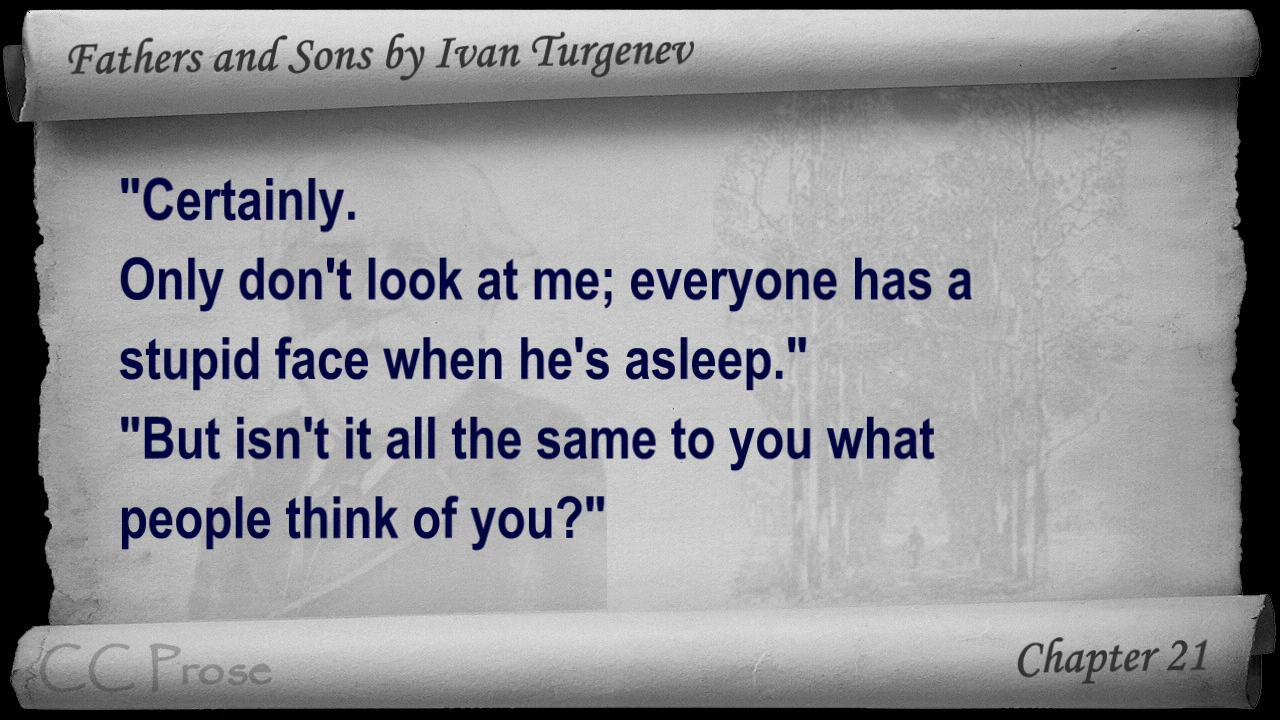 Fathers and Sons by Ivan Turgenev
"Certainly.
Only don't look at me; everyone has a
stupid face when he's asleep."
"But isn't it all the same to you what
people think of you?"
CC Prose
Chapter 21